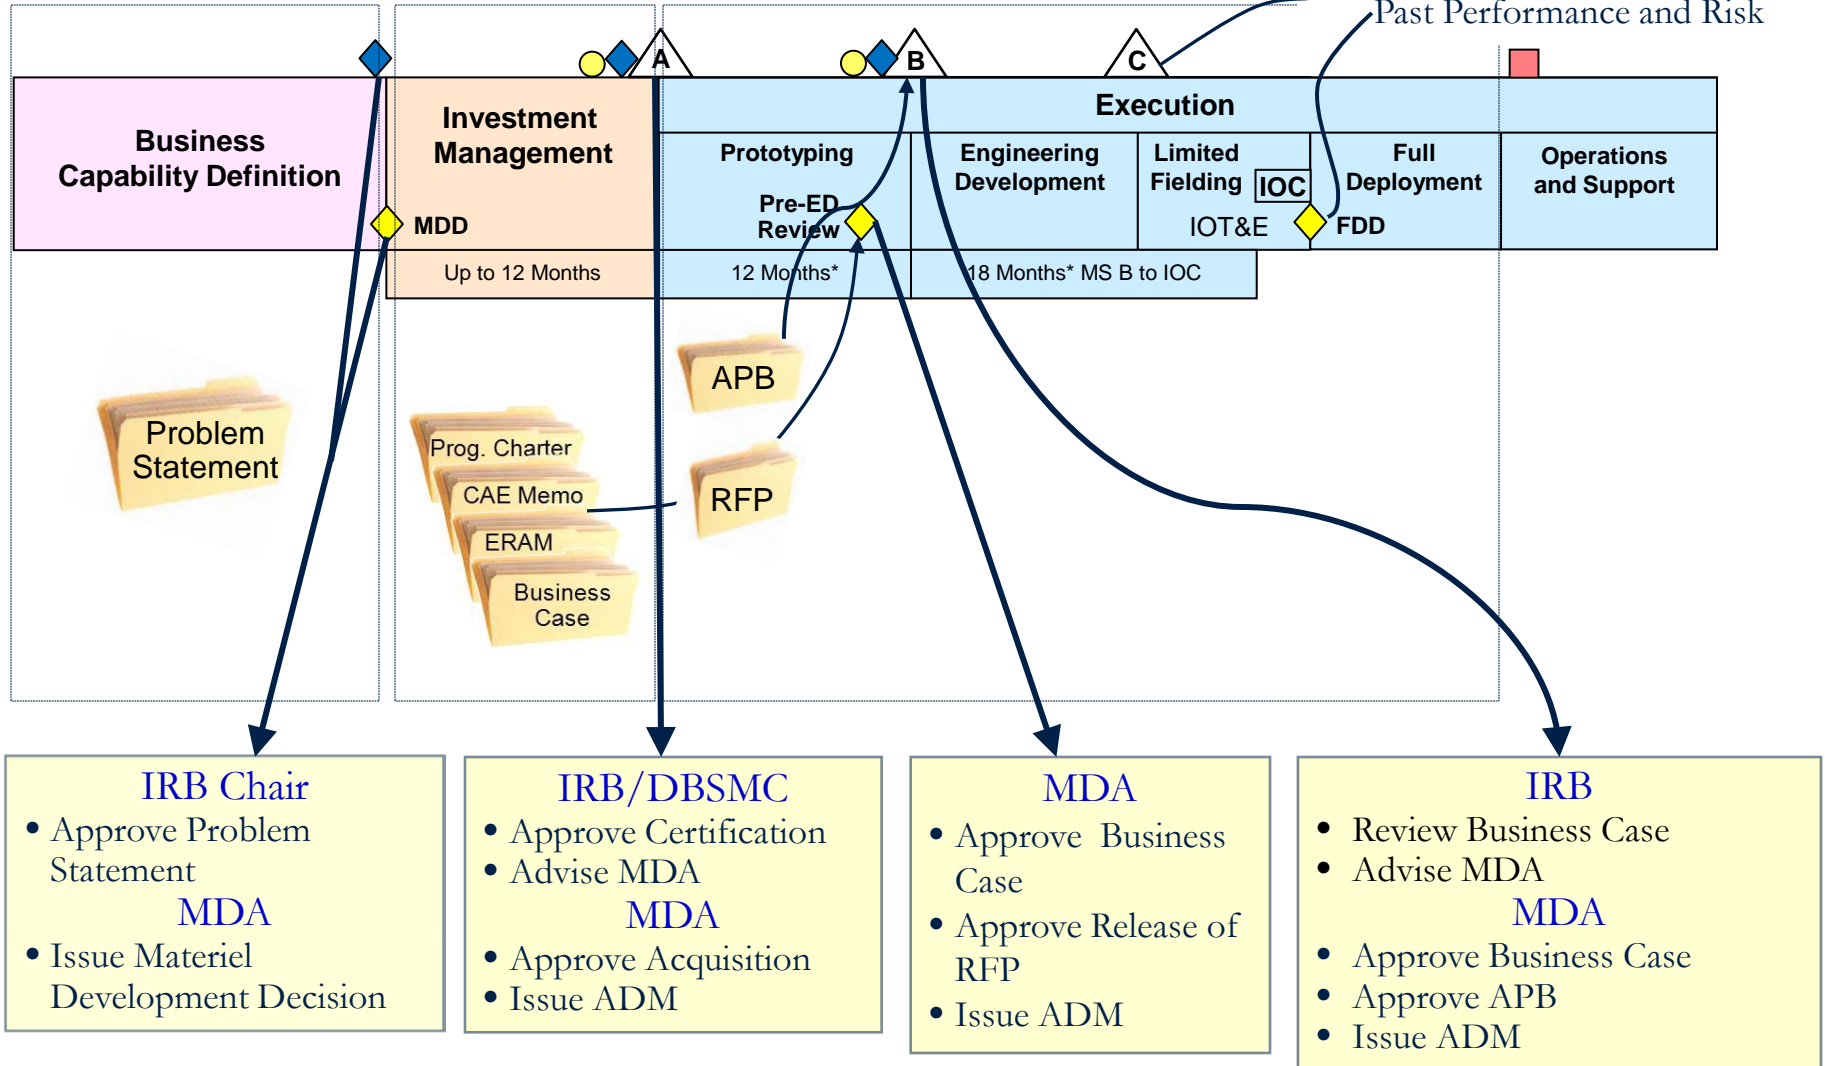 Past Performance and Risk
A
B
C
Business
Capability Definition
Investment
Management
Execution
Prototyping
Engineering
Development
Limited
Fielding
IOC
Full
Deployment
Operations
and Support
Pre-ED
Review
MDD
IOT&E
FDD
Up to 12 Months
12 Months*
18 Months* MS B to IOC
Problem
Statement
Prog. Charter
CAE Memo
ERAM
Business
Case
APB
RFP
IRB Chair
• Approve Problem
Statement
MDA
• Issue Materiel
Development Decision
IRB/DBSMC
• Approve Certification
• Advise MDA
MDA
• Approve Acquisition
• Issue ADM
MDA
• Approve Business
Case
• Approve Release of
RFP
• Issue ADM
IRB
• Review Business Case
• Advise MDA
MDA
• Approve Business Case
• Approve APB
• Issue ADM